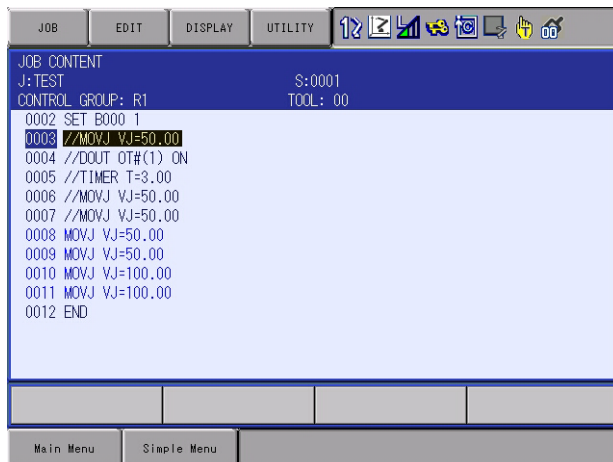 JOB EDIT DISPLAY UTILITY
JOB CONTENT
J:TEST S:0001
CONTROL GROUP: R1 TOOL: 00
0002 SET B000 1
0003 //MOVJ VJ=50.00
0004 //DOUT OT#(1) ON
0005 //TIMER T=3.00
0006 //MOVJ VJ=50.00
0007 //MOVJ VJ=50.00
0008 MOVJ VJ=50.00
0009 MOVJ VJ=50.00
0010 MOVJ VJ=100.00
0011 MOVJ VJ=100.00
0012 END
Main Menu Simple Menu